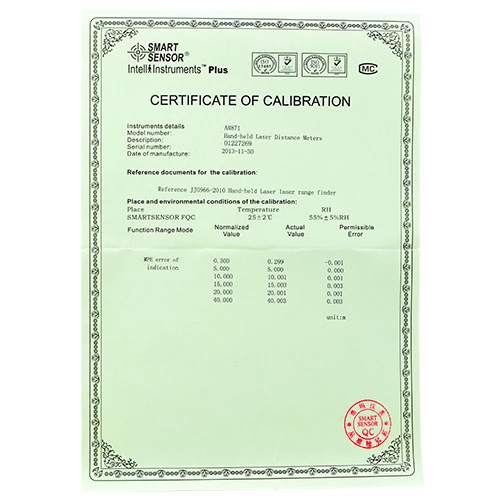 SMART
SENSOR®
IntelliInstruments™ Plus
ISO
ISO
MC
CERTIFICATE OF CALIBRATION
Instruments details
Model number: AR871
Description: Hand-held Laser Distance Meters
Serial number: 01227269
Date of manufacture: 2013-11-30
Reference documents for the calibration:
Reference JJG966-2010 Hand-held Laser laser range finder
Place and environmental conditions of the calibration:
Place Temperature RH
SMARTSENSOR FQC 25±2℃ 55%±5%RH
Function Range Mode Normalized Value Actual Value Permissible Error
MPE error of indication
0.300 0.299 -0.001
5.000 5.000 0.000
10.000 10.001 0.001
15.000 15.003 0.003
20.000 20.001 0.001
40.000 40.003 0.003
unit:m
SMART
SENSOR
QC